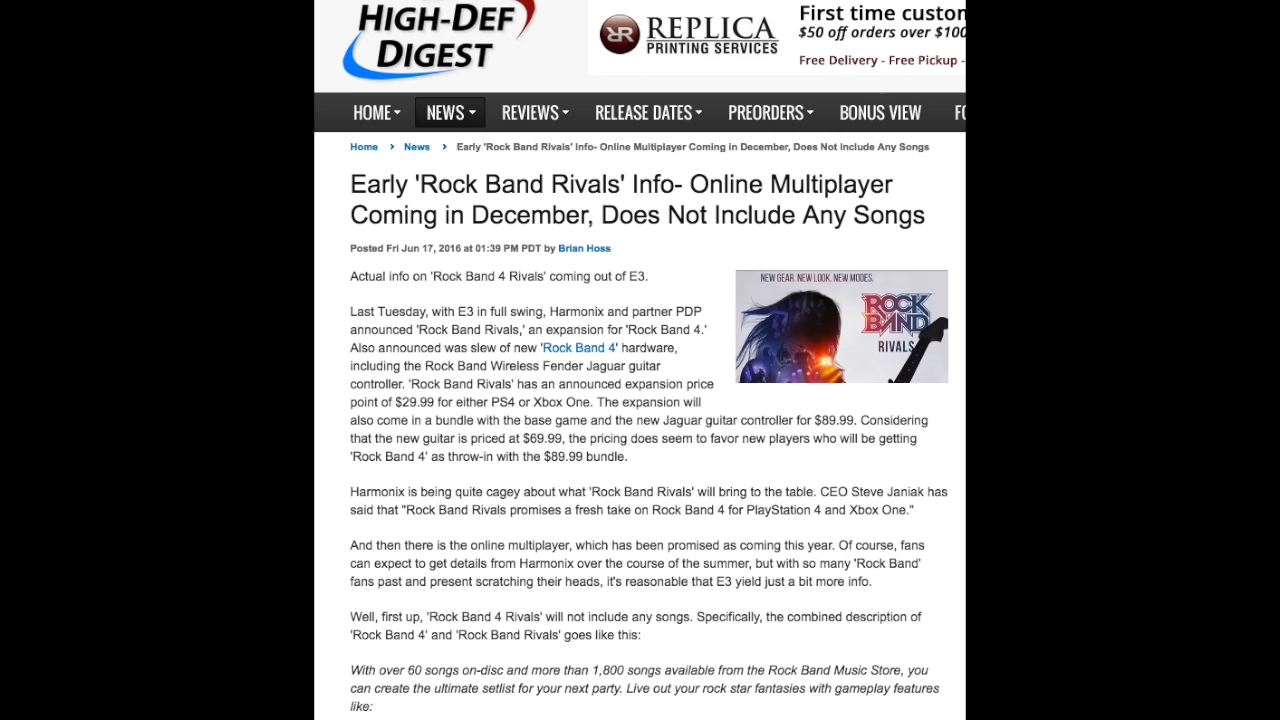 HIGH-DEF
DIGEST
REPLICA
PRINTING SERVICES
First time custom
$50 off orders over $100
Free Delivery - Free Pickup -
HOME NEWS REVIEWS RELEASE DATES PREORDERS BONUS VIEW FO
Home > News > Early 'Rock Band Rivals' Info- Online Multiplayer Coming in December, Does Not Include Any Songs
Early 'Rock Band Rivals' Info- Online Multiplayer
Coming in December, Does Not Include Any Songs
Posted Fri Jun 17, 2016 at 01:39 PM PDT by Brian Hoss
Actual info on 'Rock Band 4 Rivals' coming out of E3.
NEW GEAR. NEW LOOK. NEW MODES.
ROCK
BAND
RIVALS
Last Tuesday, with E3 in full swing, Harmonix and partner PDP
announced 'Rock Band Rivals,' an expansion for 'Rock Band 4.'
Also announced was slew of new 'Rock Band 4' hardware,
including the Rock Band Wireless Fender Jaguar guitar
controller. 'Rock Band Rivals' has an announced expansion price
point of $29.99 for either PS4 or Xbox One. The expansion will
also come in a bundle with the base game and the new Jaguar guitar controller for $89.99. Considering
that the new guitar is priced at $69.99, the pricing does seem to favor new players who will be getting
'Rock Band 4' as throw-in with the $89.99 bundle.
Harmonix is being quite cagey about what 'Rock Band Rivals' will bring to the table. CEO Steve Janiak has
said that "Rock Band Rivals promises a fresh take on Rock Band 4 for PlayStation 4 and Xbox One."
And then there is the online multiplayer, which has been promised as coming this year. Of course, fans
can expect to get details from Harmonix over the course of the summer, but with so many 'Rock Band'
fans past and present scratching their heads, it's reasonable that E3 yield just a bit more info.
Well, first up, 'Rock Band 4 Rivals' will not include any songs. Specifically, the combined description of
'Rock Band 4' and 'Rock Band Rivals' goes like this:
With over 60 songs on-disc and more than 1,800 songs available from the Rock Band Music Store, you
can create the ultimate setlist for your next party. Live out your rock star fantasies with gameplay features
like: